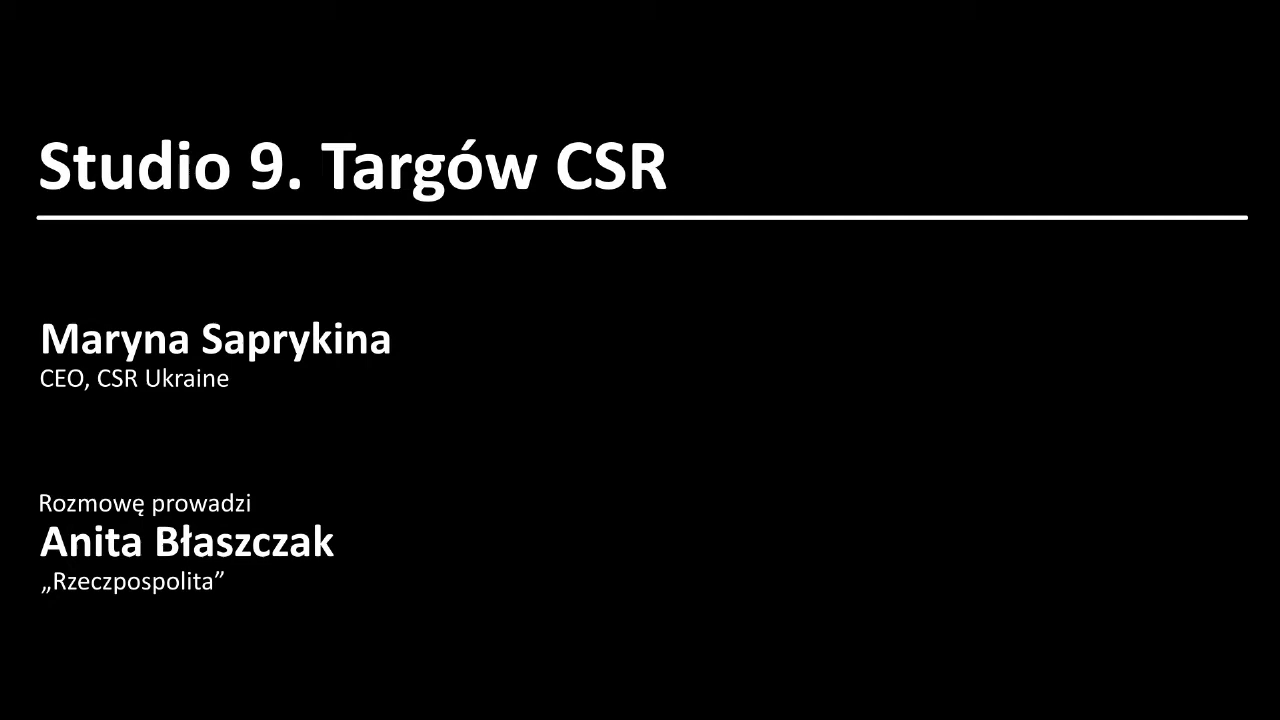 Studio 9. Targów CSR
Maryna Saprykina
CEO, CSR Ukraine
Rozmowę prowadzi
Anita Błaszczak
„Rzeczpospolita”